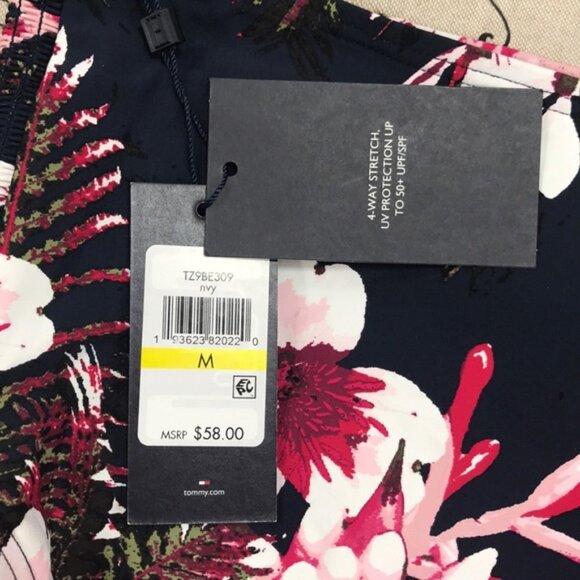 4-WAY STRETCH,
UV PROTECTION UP
TO 50+ UPF/SPF
TZ9BE309
nvy
1 93623 82022 0
M
MSRP $58.00
tommy.com